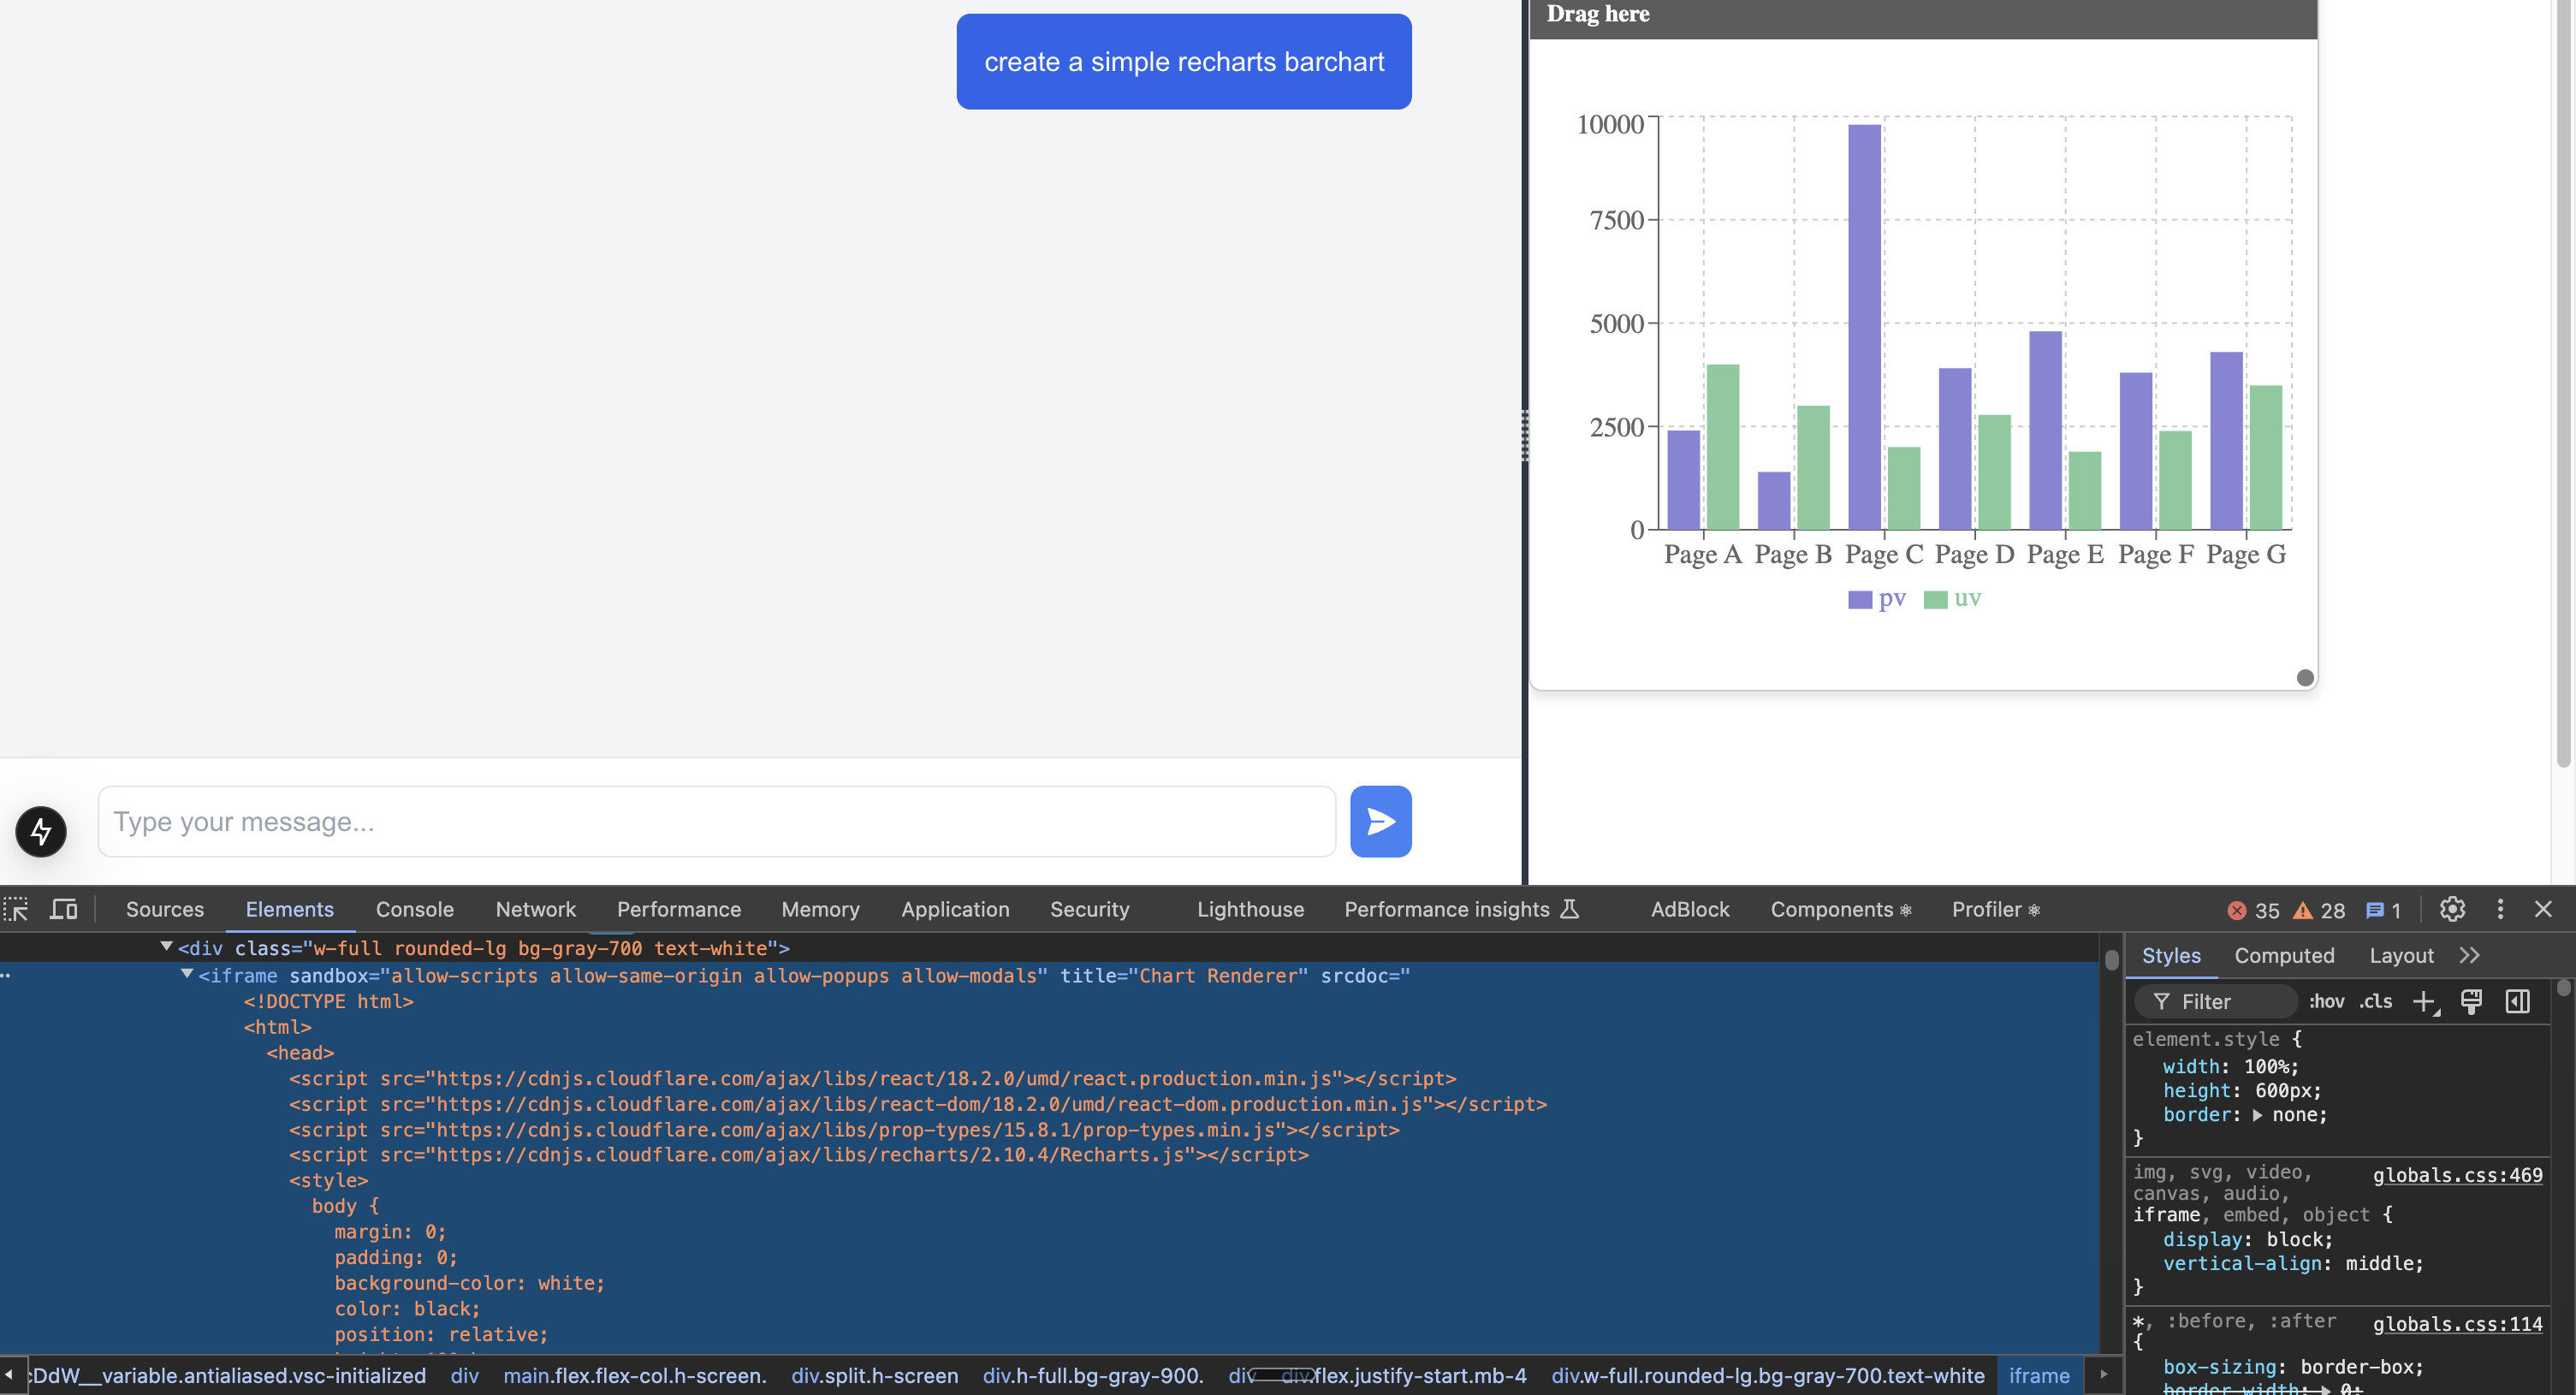 Drag here
create a simple recharts barchart
10000
7500
5000
2500
0
Page A Page B Page C Page D Page E Page F Page G
pv uv
Type your message...
Sources Elements Console Network Performance Memory Application Security Lighthouse Performance insights AdBlock Components Profiler 35 28 1
<div class="w-full rounded-lg bg-gray-700 text-white">
<iframe sandbox="allow-scripts allow-same-origin allow-popups allow-modals" title="Chart Renderer" srcdoc="
<!DOCTYPE html>
<html>
<head>
<script src="https://cdnjs.cloudflare.com/ajax/libs/react/18.2.0/umd/react.production.min.js"></script>
<script src="https://cdnjs.cloudflare.com/ajax/libs/react-dom/18.2.0/umd/react-dom.production.min.js"></script>
<script src="https://cdnjs.cloudflare.com/ajax/libs/prop-types/15.8.1/prop-types.min.js"></script>
<script src="https://cdnjs.cloudflare.com/ajax/libs/recharts/2.10.4/Recharts.js"></script>
<style>
body {
margin: 0;
padding: 0;
background-color: white;
color: black;
position: relative;
Styles Computed Layout
Filter :hov .cls
element.style {
width: 100%;
height: 600px;
border: none;
}
img, svg, video, globals.css:469
canvas, audio,
iframe, embed, object {
display: block;
vertical-align: middle;
}
*, :before, :after globals.css:114
{
box-sizing: border-box;
border-width: 0;
DdW__variable.antialiased.vsc-initialized div main.flex.flex-col.h-screen. div.split.h-screen div.h-full.bg-gray-900. div div.flex.justify-start.mb-4 div.w-full.rounded-lg.bg-gray-700.text-white iframe